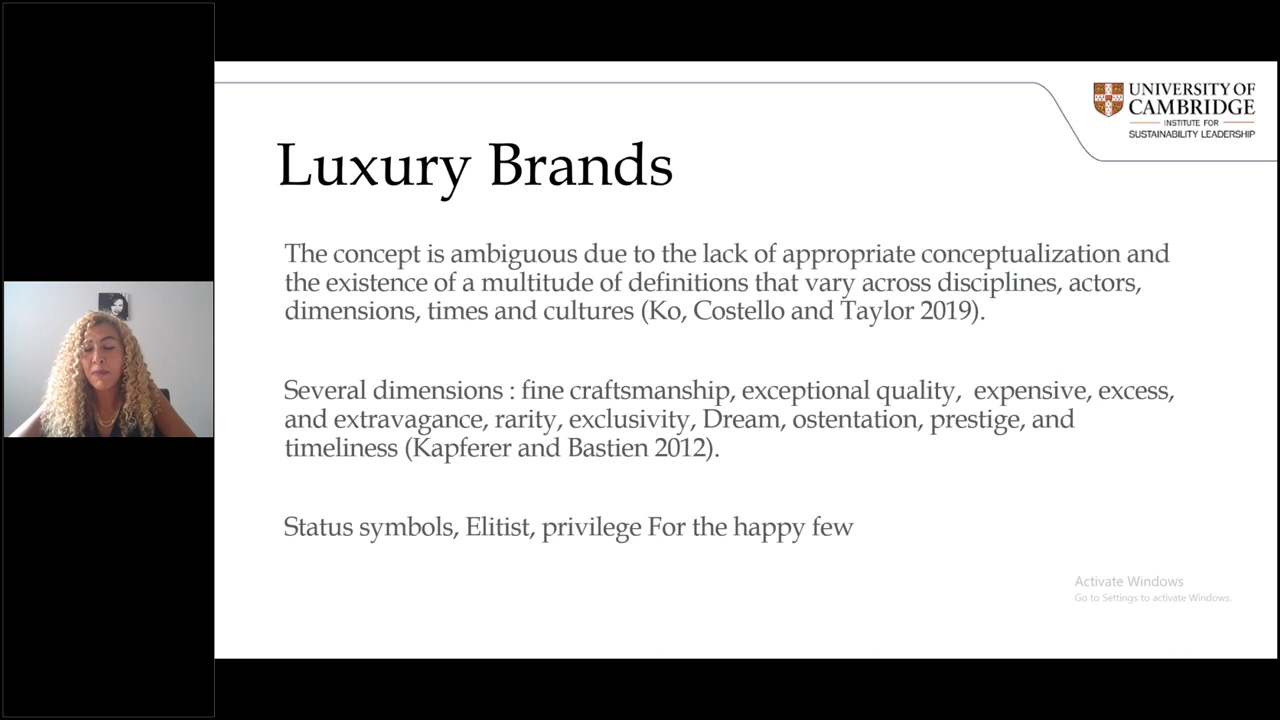 UNIVERSITY OF
CAMBRIDGE
INSTITUTE FOR
SUSTAINABILITY LEADERSHIP
Luxury Brands
The concept is ambiguous due to the lack of appropriate conceptualization and
the existence of a multitude of definitions that vary across disciplines, actors,
dimensions, times and cultures (Ko, Costello and Taylor 2019).
Several dimensions : fine craftsmanship, exceptional quality,  expensive, excess,
and extravagance, rarity, exclusivity, Dream, ostentation, prestige, and
timeliness (Kapferer and Bastien 2012).
Status symbols, Elitist, privilege For the happy few
Activate Windows
Go to Settings to activate Windows.